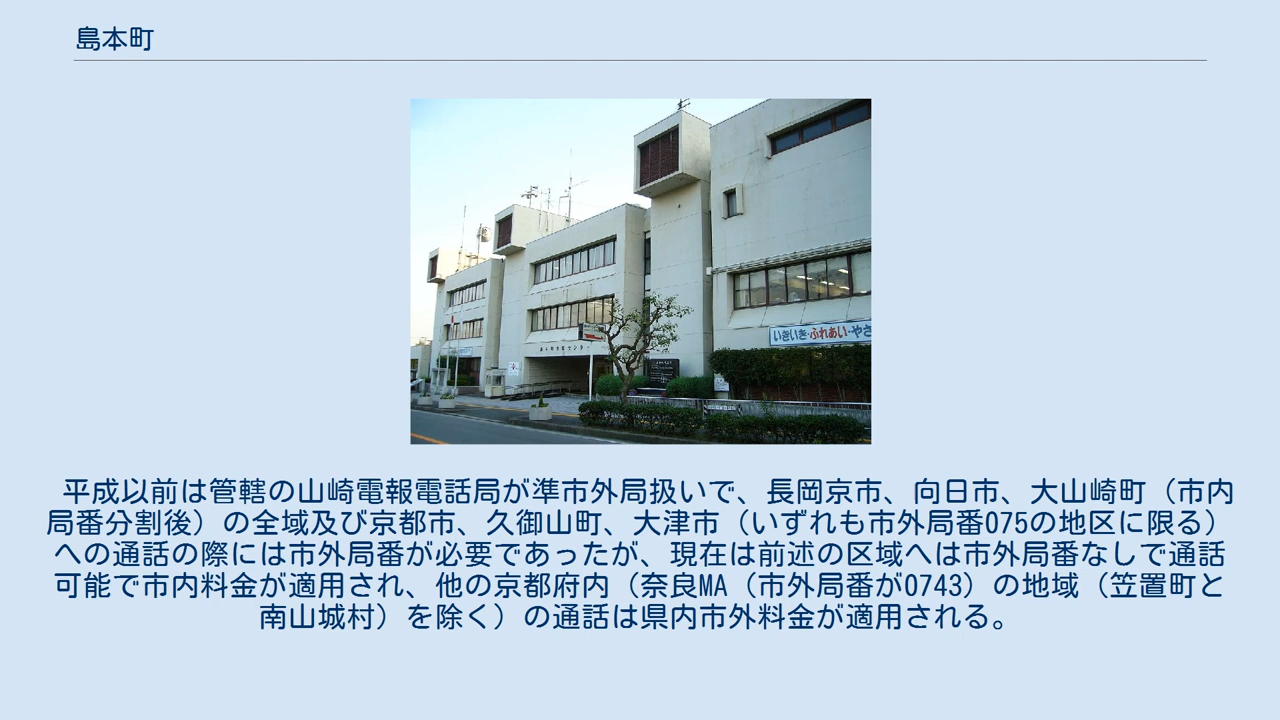 島本町
いきいき・ふれあい・やさ
平成以前は管轄の山崎電報電話局が準市外局扱いで、長岡京市、向日市、大山崎町（市内
局番分割後）の全域及び京都市、久御山町、大津市（いずれも市外局番075の地区に限る）
への通話の際には市外局番が必要であったが、現在は前述の区域へは市外局番なしで通話
可能で市内料金が適用され、他の京都府内（奈良MA（市外局番が0743）の地域（笠置町と
南山城村）を除く）の通話は県内市外料金が適用される。